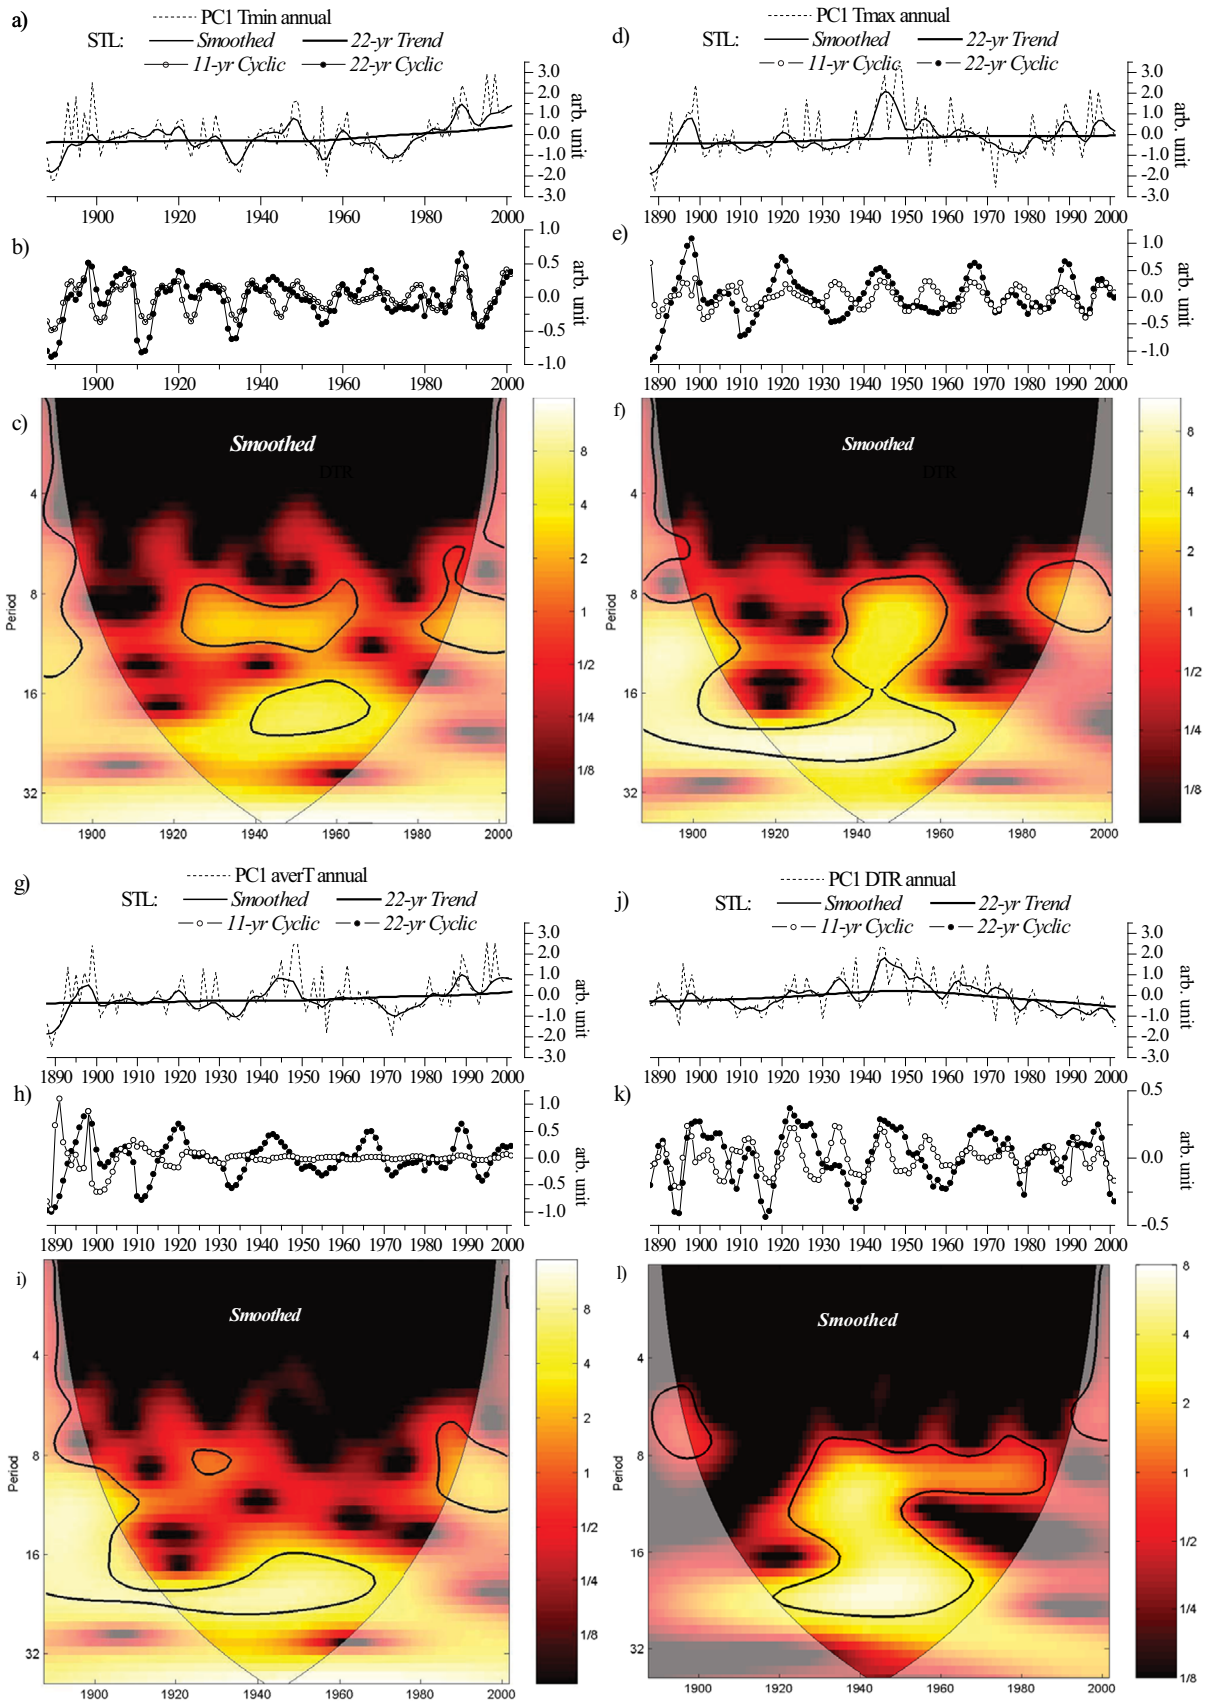 a)
PC1 Tmin annual
STL: Smoothed 22-yr Trend
11-yr Cyclic 22-yr Cyclic
3.0
2.0
1.0
0.0
-1.0
-2.0
-3.0
arb. unit
1900 1920 1940 1960 1980 2000
b)
1.0
0.5
0.0
-0.5
-1.0
arb. unit
1900 1920 1940 1960 1980 2000
c)
Smoothed
DTR
Period
4
8
16
32
1900 1920 1940 1960 1980 2000
8
4
2
1
1/2
1/4
1/8
d)
PC1 Tmax annual
STL: Smoothed 22-yr Trend
11-yr Cyclic 22-yr Cyclic
3.0
2.0
1.0
0.0
-1.0
-2.0
-3.0
arb. unit
1890 1900 1910 1920 1930 1940 1950 1960 1970 1980 1990 2000
e)
1.0
0.5
0.0
-0.5
-1.0
arb. unit
1890 1900 1910 1920 1930 1940 1950 1960 1970 1980 1990 2000
f)
Smoothed
DTR
Period
4
8
16
32
1900 1920 1940 1960 1980 2000
8
4
2
1
1/2
1/4
1/8
g)
PC1 averT annual
STL: Smoothed 22-yr Trend
11-yr Cyclic 22-yr Cyclic
3.0
2.0
1.0
0.0
-1.0
-2.0
-3.0
arb. unit
1890 1900 1910 1920 1930 1940 1950 1960 1970 1980 1990 2000
h)
1.0
0.5
0.0
-0.5
-1.0
arb. unit
1890 1900 1910 1920 1930 1940 1950 1960 1970 1980 1990 2000
i)
Smoothed
Period
4
8
16
32
1900 1920 1940 1960 1980 2000
8
4
2
1
1/2
1/4
1/8
j)
PC1 DTR annual
STL: Smoothed 22-yr Trend
11-yr Cyclic 22-yr Cyclic
3.0
2.0
1.0
0.0
-1.0
-2.0
-3.0
arb. unit
1890 1900 1910 1920 1930 1940 1950 1960 1970 1980 1990 2000
k)
0.5
0.0
-0.5
arb. unit
1890 1900 1910 1920 1930 1940 1950 1960 1970 1980 1990 2000
l)
Smoothed
Period
4
8
16
32
1900 1920 1940 1960 1980 2000
8
4
2
1
1/2
1/4
1/8